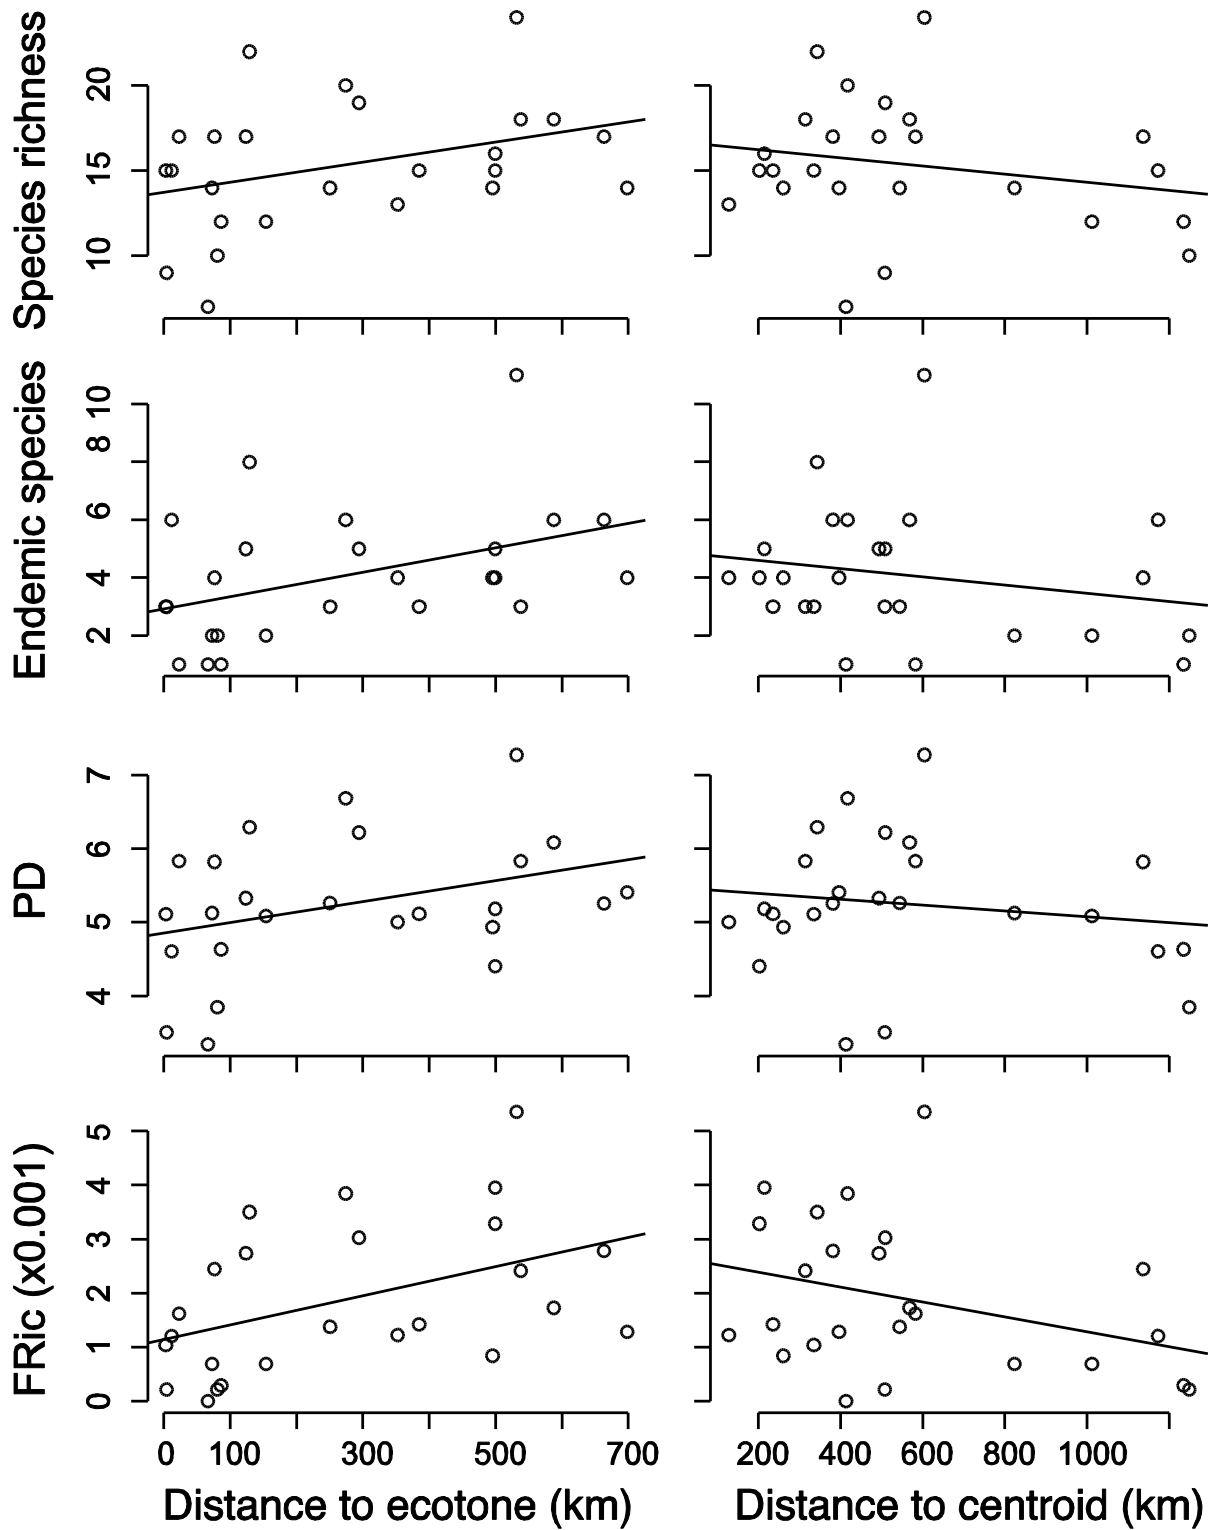 Species richness
20
15
10
Endemic species
10
8
6
4
2
PD
7
6
5
4
FRic (x0.001)
5
4
3
2
1
0
0 100 300 500 700
200 400 600 800 1000
Distance to ecotone (km)
Distance to centroid (km)